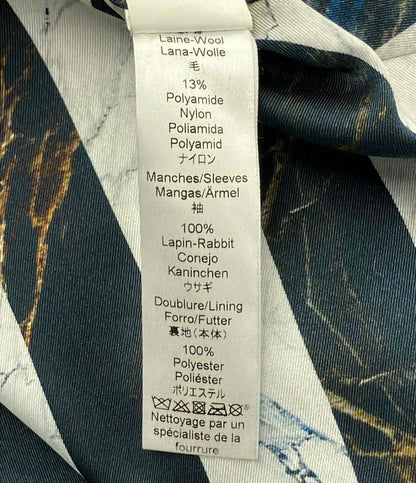 Laine-Wool
Lana-Wolle
毛
13%
Polyamide
Nylon
Poliamida
Polyamid
ナイロン
Manches/Sleeves
Mangas/Ärmel
袖
100%
Lapin-Rabbit
Conejo
Kaninchen
ウサギ
Doublure/Lining
Forro/Futter
裏地(本体)
100%
Polyester
Poliéster
ポリエステル
Nettoyage par un
spécialiste de la
fourrure